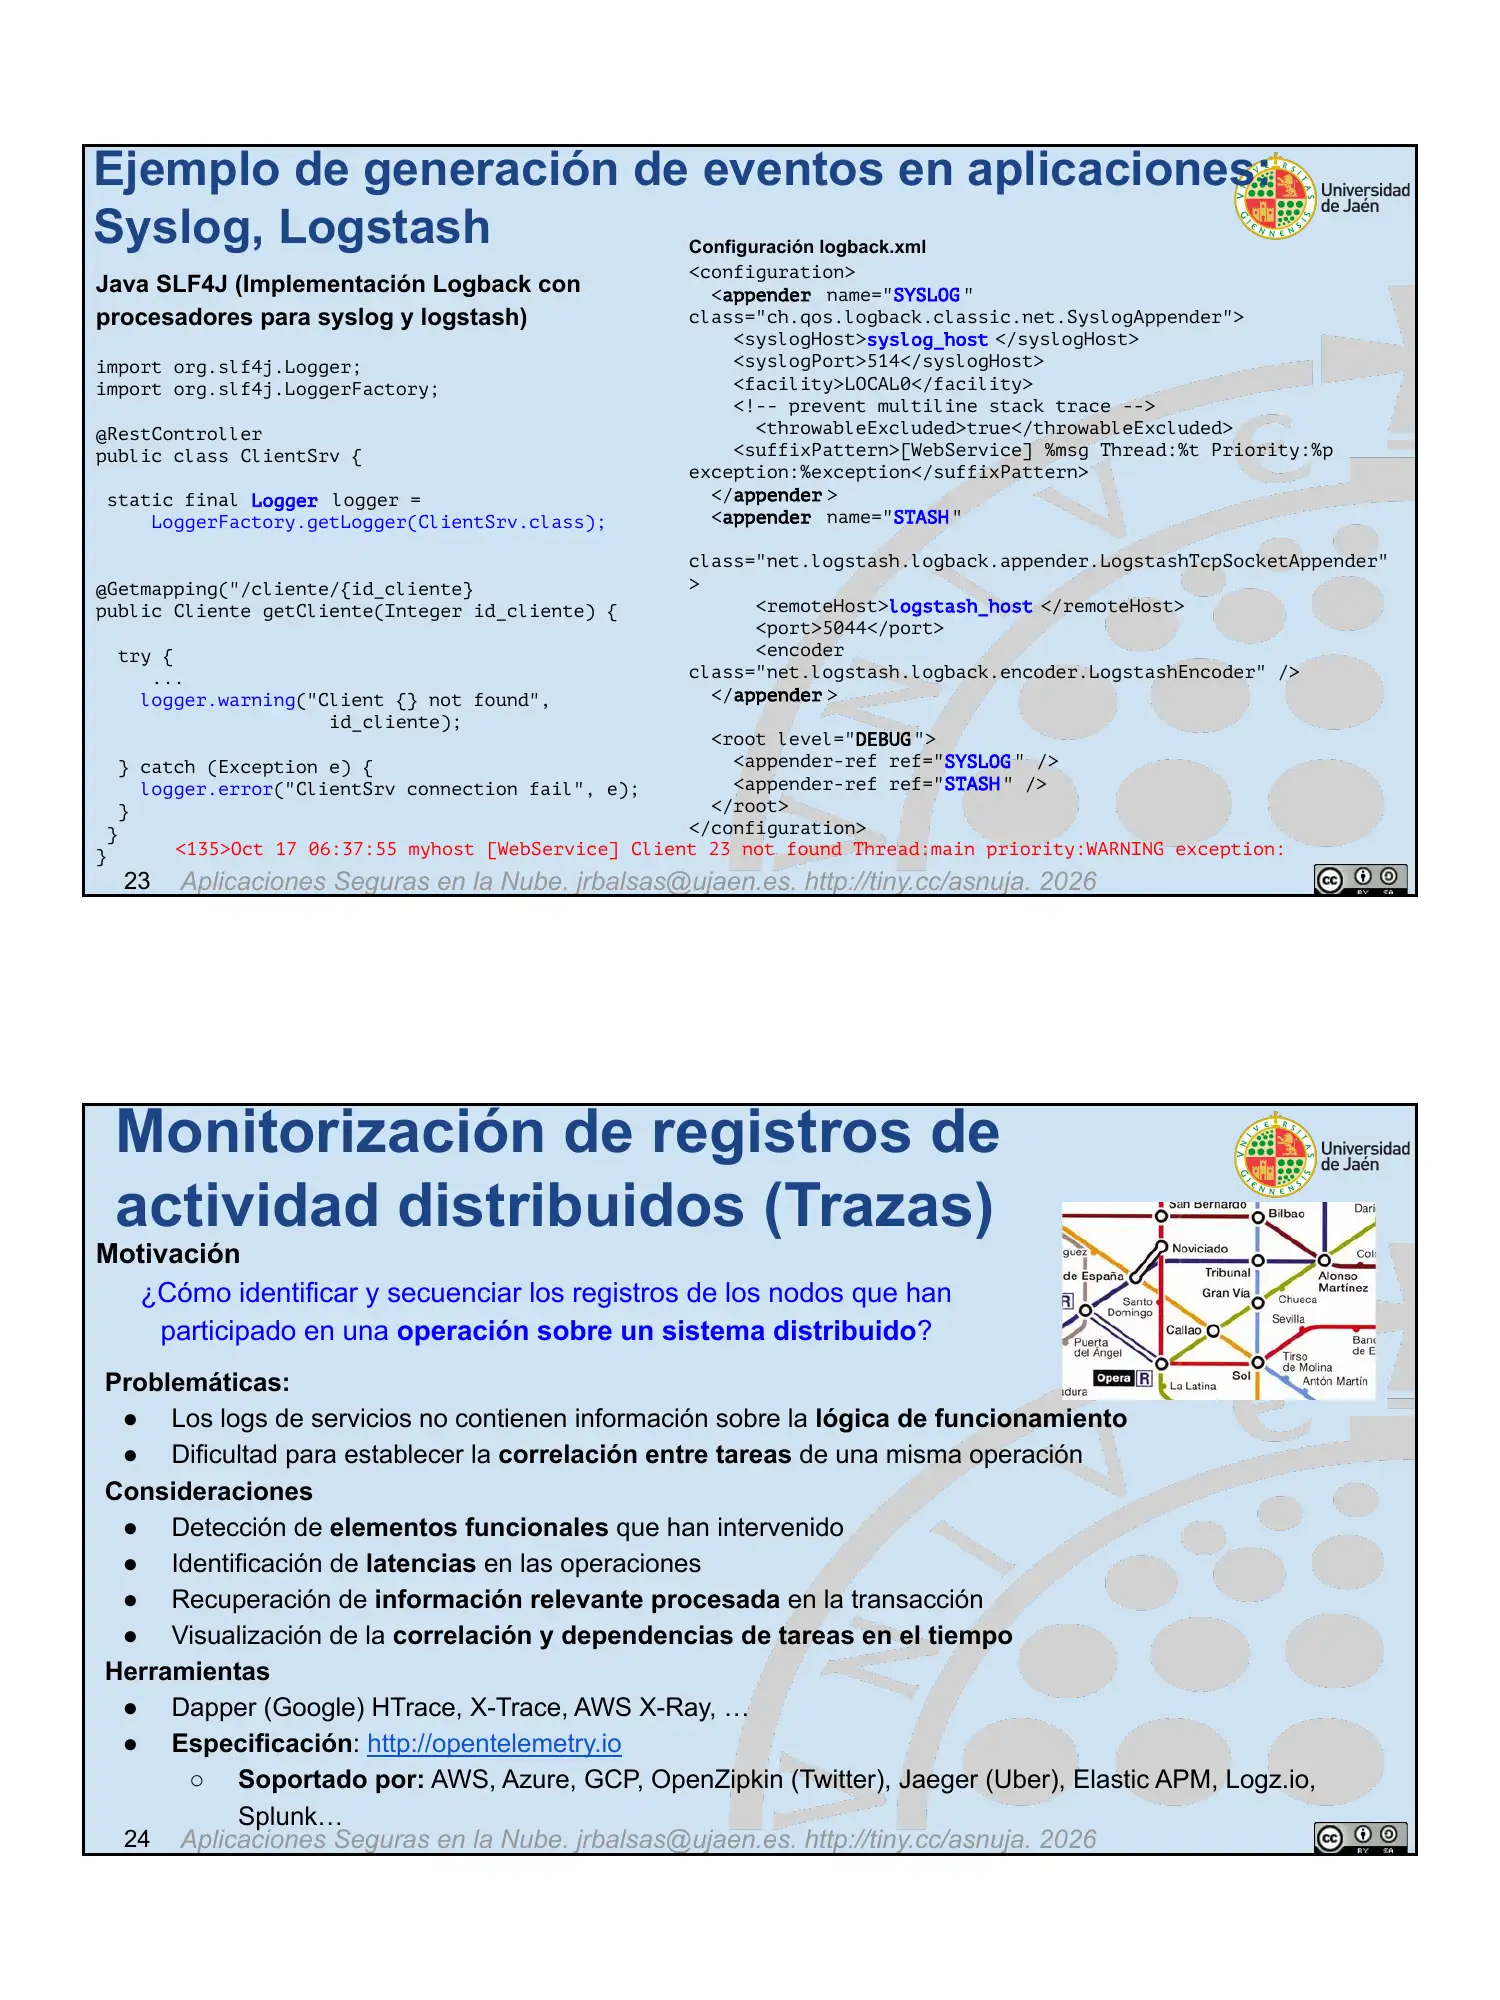 Ejemplo de generación de eventos en aplicaciones:
Syslog, Logstash
Universidad
de Jaén
Java SLF4J (Implementación Logback con
procesadores para syslog y logstash)
import org.slf4j.Logger;
import org.slf4j.LoggerFactory;
@RestController
public class ClientSrv {
static final Logger logger =
LoggerFactory.getLogger(ClientSrv.class);
@Getmapping("/cliente/{id_cliente}
public Cliente getCliente(Integer id_cliente) {
try {
...
logger.warning("Client {} not found",
id_cliente);
} catch (Exception e) {
logger.error("ClientSrv connection fail", e);
}
}
}
Configuración logback.xml
<configuration>
<appender name="SYSLOG"
class="ch.qos.logback.classic.net.SyslogAppender">
<syslogHost>syslog_host </syslogHost>
<syslogPort>514</syslogHost>
<facility>LOCAL0</facility>
<!-- prevent multiline stack trace -->
<throwableExcluded>true</throwableExcluded>
<suffixPattern>[WebService] %msg Thread:%t Priority:%p
exception:%exception</suffixPattern>
</appender>
<appender name="STASH"
class="net.logstash.logback.appender.LogstashTcpSocketAppender"
>
<remoteHost>logstash_host </remoteHost>
<port>5044</port>
<encoder
class="net.logstash.logback.encoder.LogstashEncoder" />
</appender>
<root level="DEBUG">
<appender-ref ref="SYSLOG" />
<appender-ref ref="STASH" />
</root>
</configuration>
<135>Oct 17 06:37:55 myhost [WebService] Client 23 not found Thread:main priority:WARNING exception:
23 Aplicaciones Seguras en la Nube. jrbalsas@ujaen.es. http://tiny.cc/asnuja. 2026
cc BY SA
Monitorización de registros de
actividad distribuidos (Trazas)
Universidad
de Jaén
San Bernardo
Bilbao
Noviciado
de España
Tribunal
Alonso
Martínez
Gran Vía
Chueca
Santo
Domingo
Sevilla
Callao
Puerta
del Ángel
Tirso
de Molina
Opera R
Sol
La Latina
Antón Martín
Motivación
¿Cómo identificar y secuenciar los registros de los nodos que han
participado en una operación sobre un sistema distribuido?
Problemáticas:
● Los logs de servicios no contienen información sobre la lógica de funcionamiento
● Dificultad para establecer la correlación entre tareas de una misma operación
Consideraciones
● Detección de elementos funcionales que han intervenido
● Identificación de latencias en las operaciones
● Recuperación de información relevante procesada en la transacción
● Visualización de la correlación y dependencias de tareas en el tiempo
Herramientas
● Dapper (Google) HTrace, X-Trace, AWS X-Ray, …
● Especificación: http://opentelemetry.io
○ Soportado por: AWS, Azure, GCP, OpenZipkin (Twitter), Jaeger (Uber), Elastic APM, Logz.io,
Splunk…
24 Aplicaciones Seguras en la Nube. jrbalsas@ujaen.es. http://tiny.cc/asnuja. 2026
cc BY SA